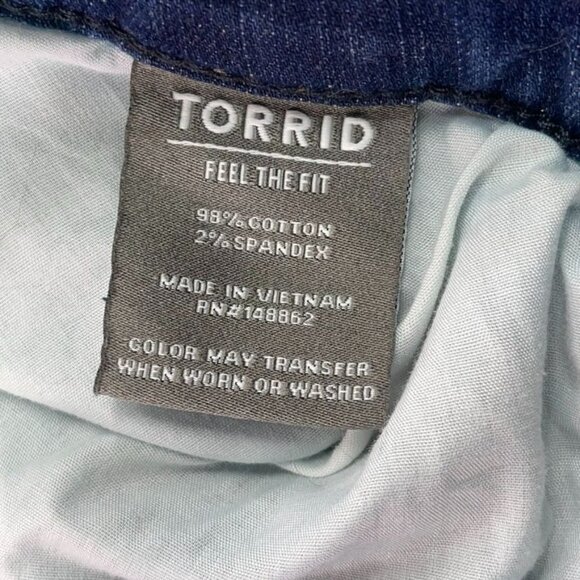 TORRID
FEEL THE FIT
98% COTTON
2% SPANDEX
MADE IN VIETNAM
RN#148862
COLOR MAY TRANSFER
WHEN WORN OR WASHED